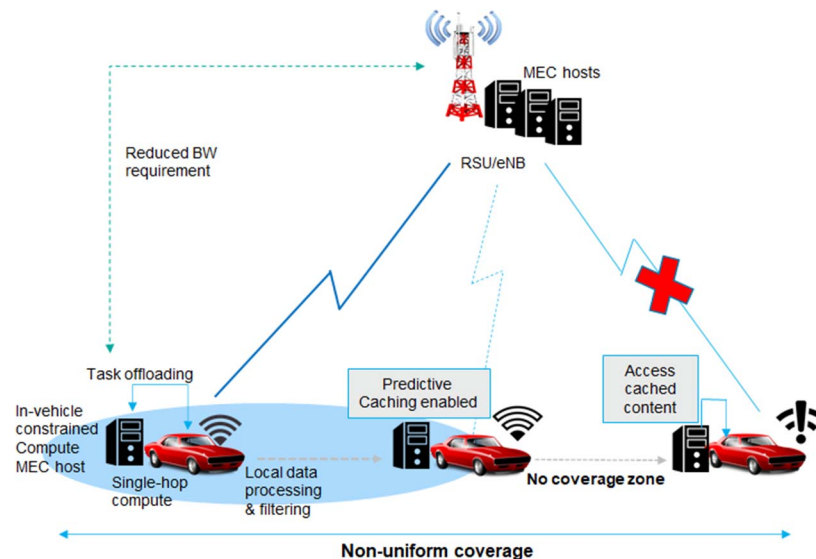 MEC hosts
Reduced BW
requirement
RSU/eNB
Task offloading
In-vehicle
constrained
Compute
MEC host
Single-hop
compute
Local data
processing
& filtering
Predictive
Caching enabled
Access
cached
content
No coverage zone
Non-uniform coverage